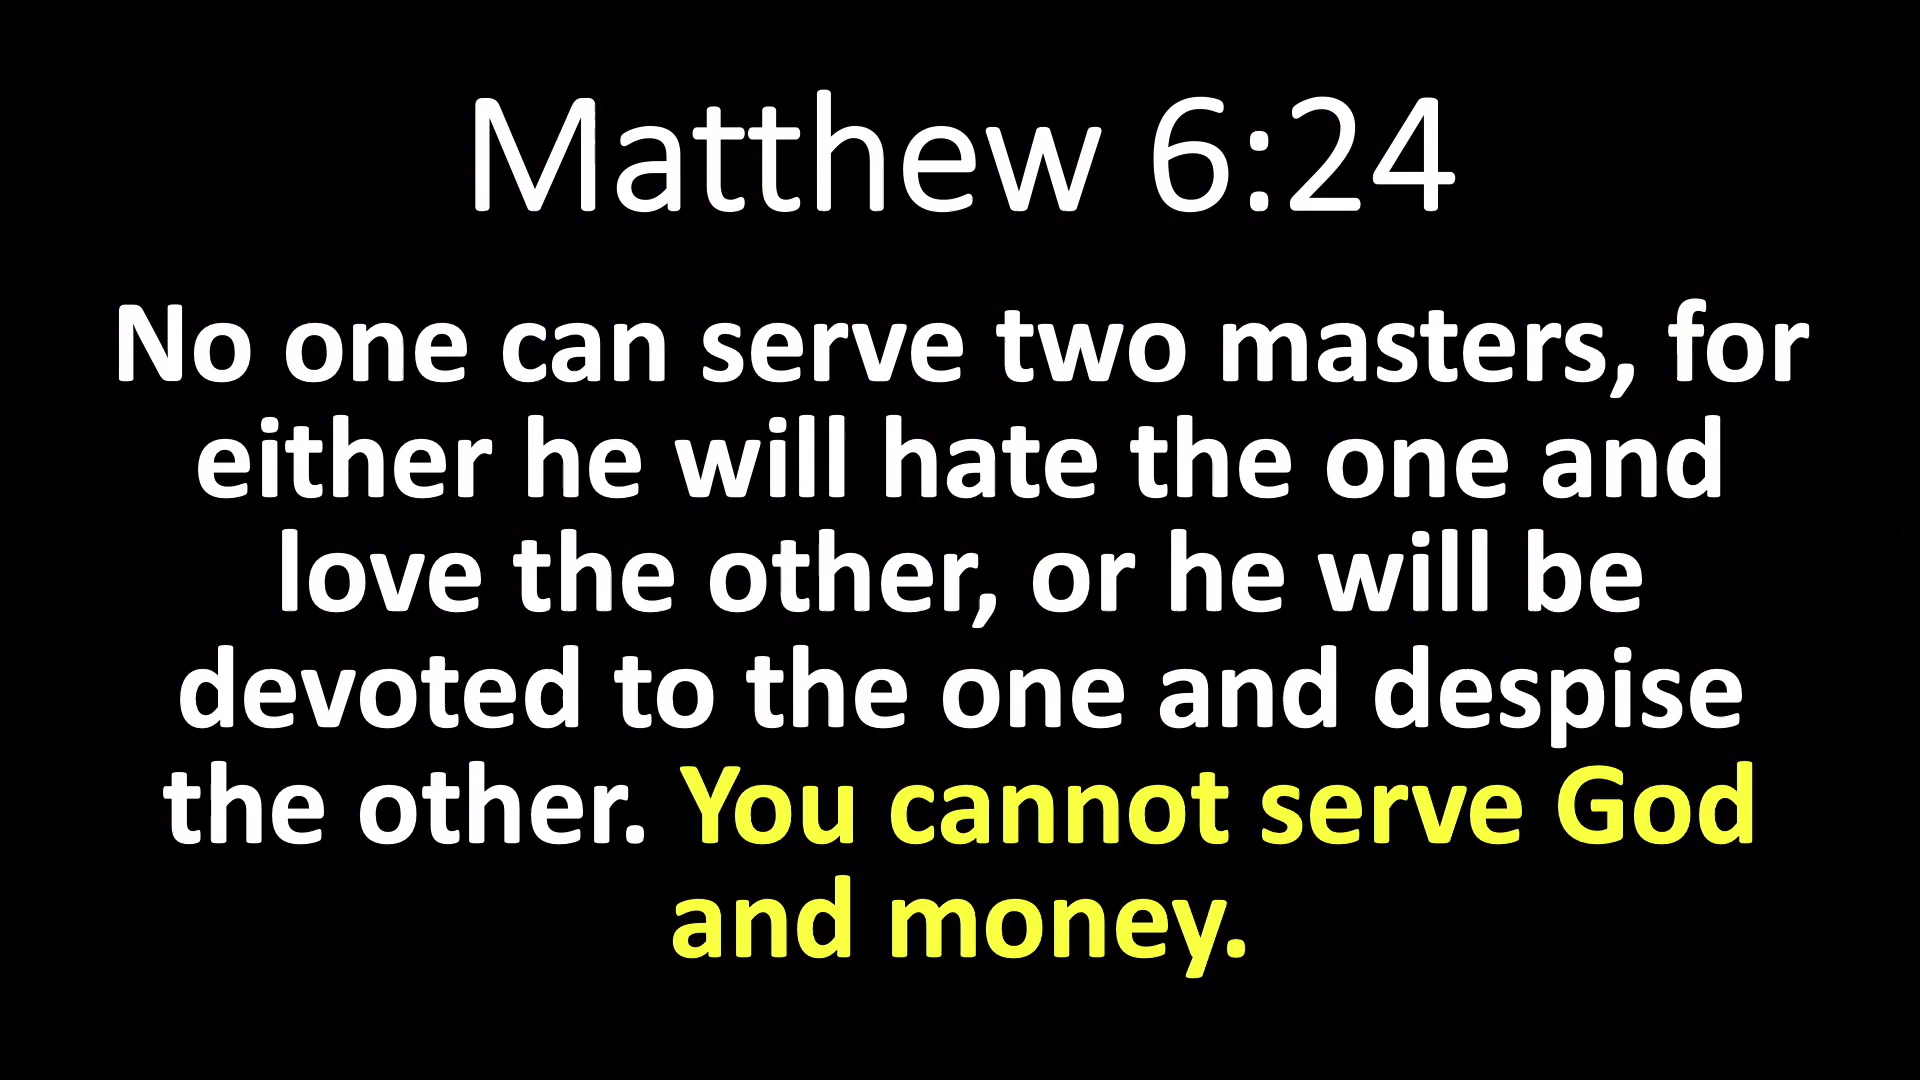 Matthew 6:24
No one can serve two masters, for
either he will hate the one and
love the other, or he will be
devoted to the one and despise
the other. You cannot serve God
and money.